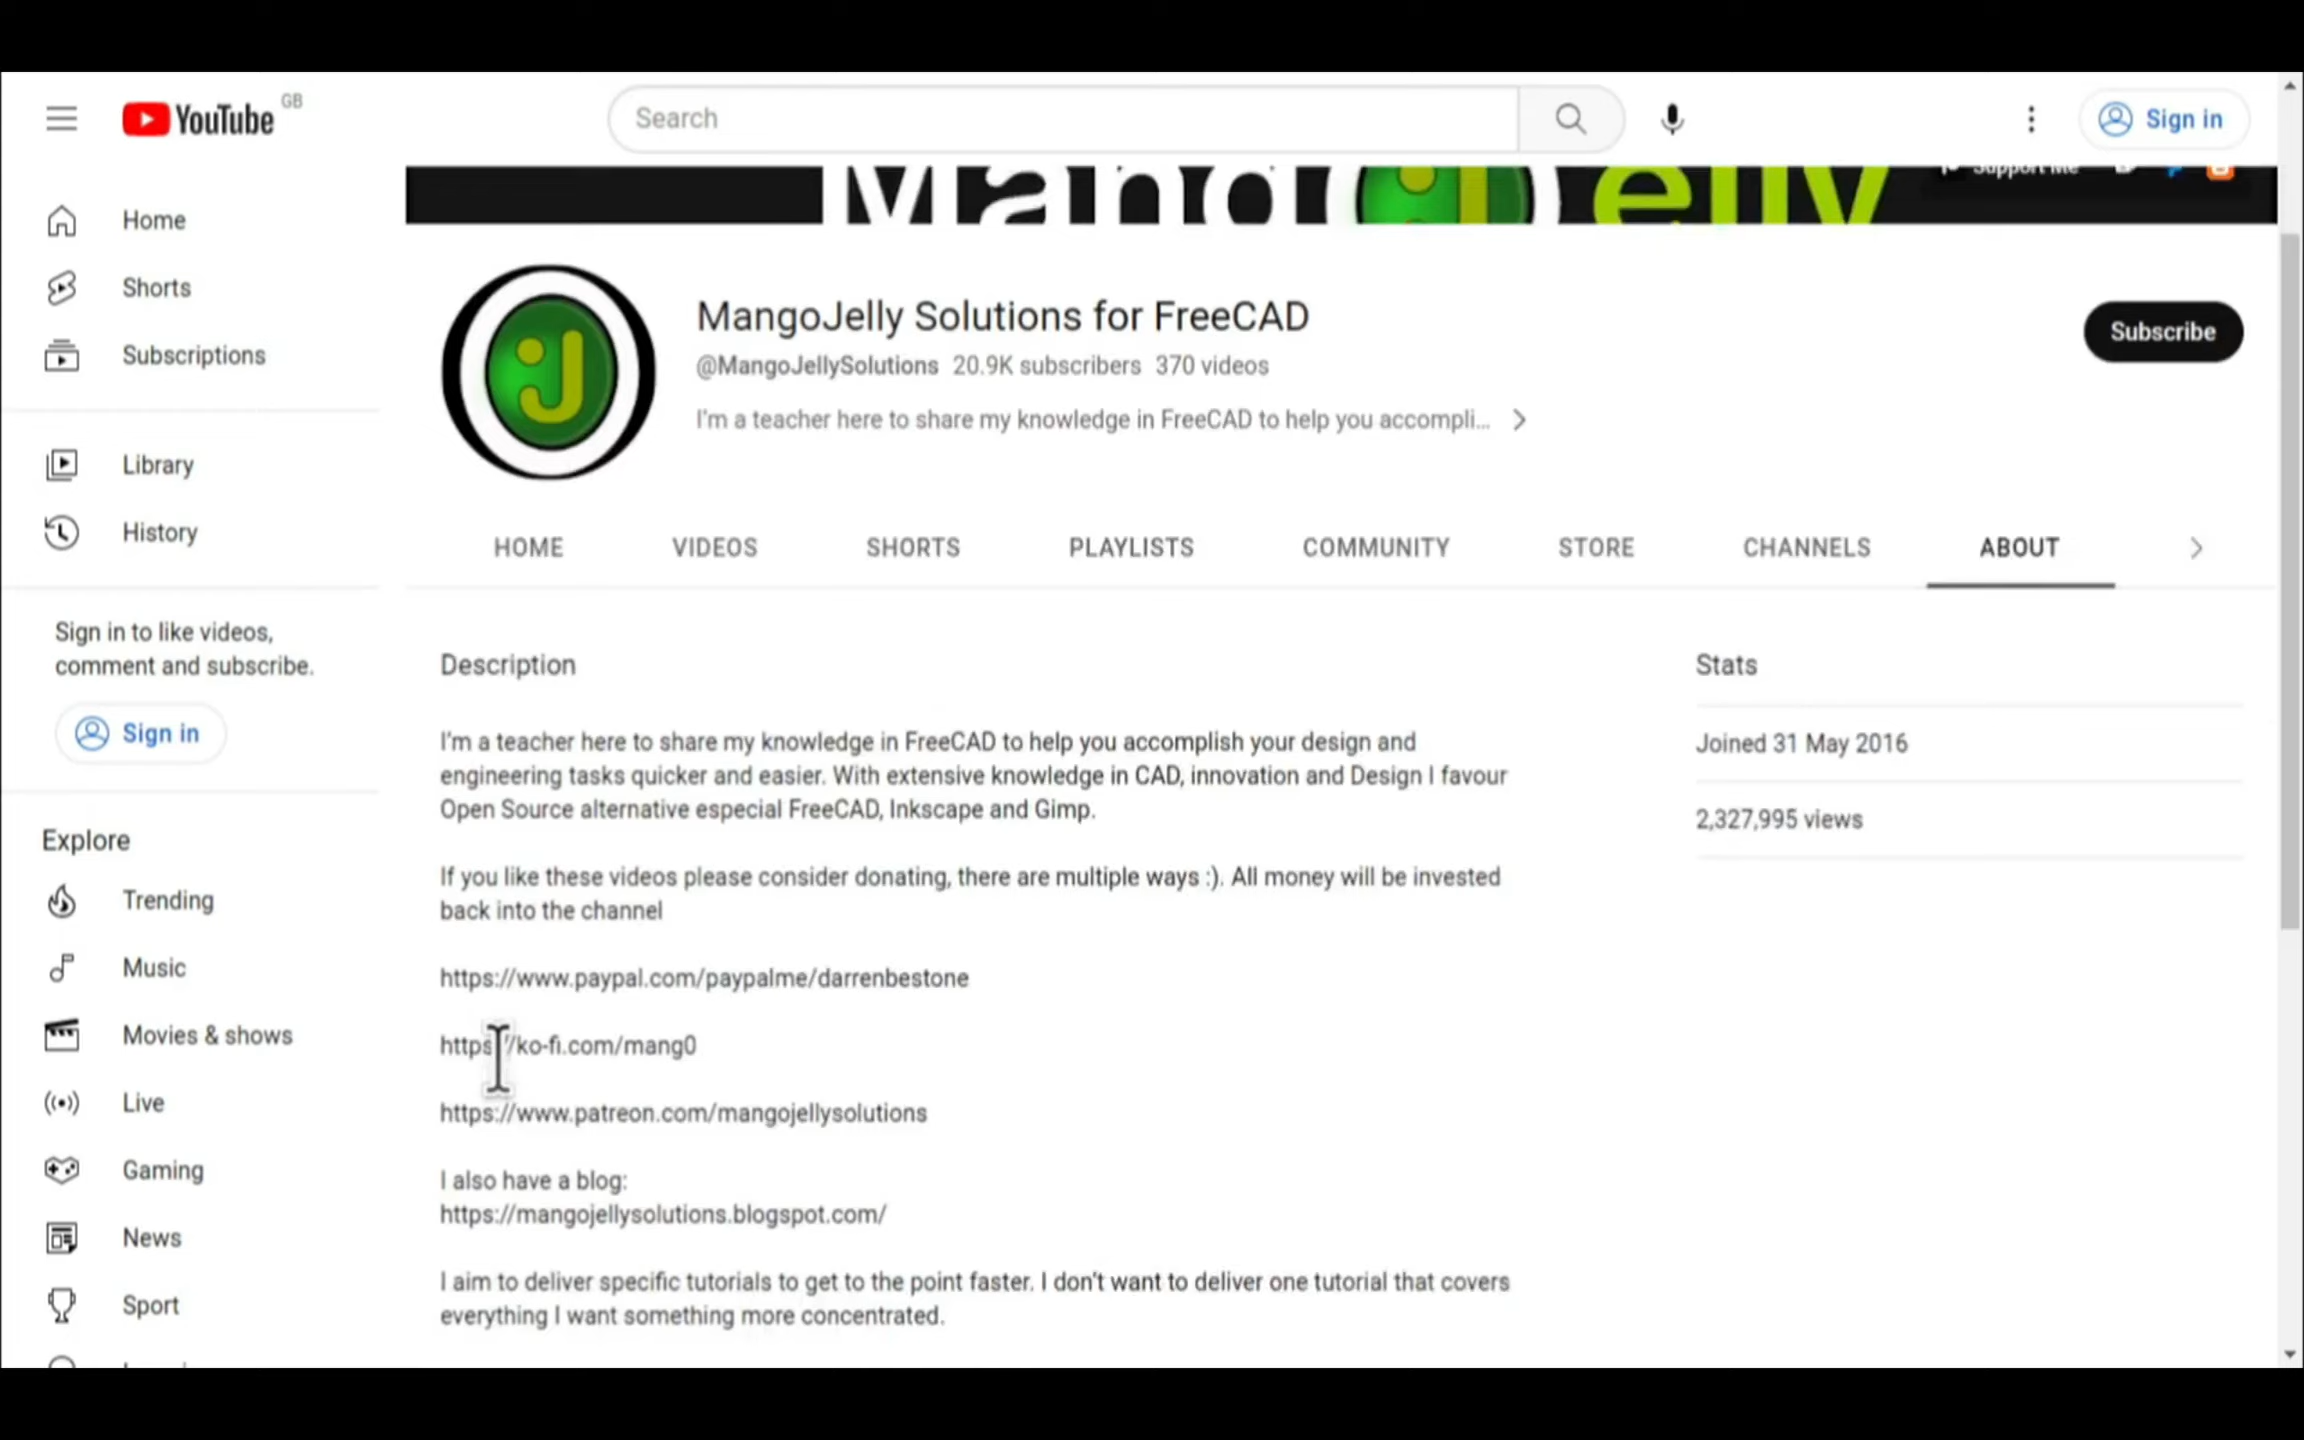 YouTube GB
Search
Sign in
Home
Shorts
Subscriptions
Library
History
Sign in to like videos,
comment and subscribe.
Sign in
Explore
Trending
Music
Movies & shows
Live
Gaming
News
Sport
Support Me
MangoJelly
MangoJelly Solutions for FreeCAD
@MangoJellySolutions 20.9K subscribers 370 videos
I'm a teacher here to share my knowledge in FreeCAD to help you accompli...
Subscribe
HOME VIDEOS SHORTS PLAYLISTS COMMUNITY STORE CHANNELS ABOUT
Description
I'm a teacher here to share my knowledge in FreeCAD to help you accomplish your design and
engineering tasks quicker and easier. With extensive knowledge in CAD, innovation and Design I favour
Open Source alternative especial FreeCAD, Inkscape and Gimp.
If you like these videos please consider donating, there are multiple ways :). All money will be invested
back into the channel
https://www.paypal.com/paypalme/darrenbestone
https://ko-fi.com/mang0
https://www.patreon.com/mangojellysolutions
I also have a blog:
https://mangojellysolutions.blogspot.com/
I aim to deliver specific tutorials to get to the point faster. I don't want to deliver one tutorial that covers
everything I want something more concentrated.
Stats
Joined 31 May 2016
2,327,995 views